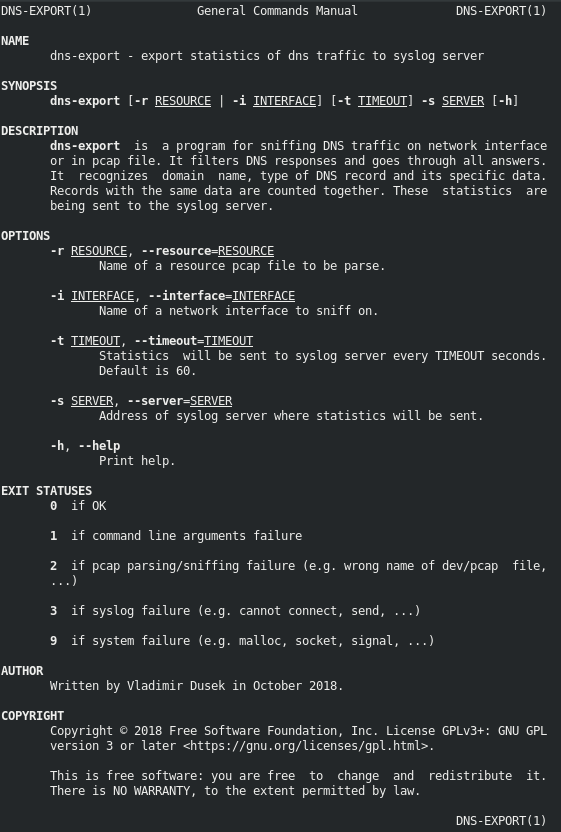 DNS-EXPORT(1) General Commands Manual DNS-EXPORT(1)
NAME
dns-export - export statistics of dns traffic to syslog server
SYNOPSIS
dns-export [-r RESOURCE | -i INTERFACE] [-t TIMEOUT] -s SERVER [-h]
DESCRIPTION
dns-export is a program for sniffing DNS traffic on network interface
or in pcap file. It filters DNS responses and goes through all answers.
It recognizes domain name, type of DNS record and its specific data.
Records with the same data are counted together. These statistics are
being sent to the syslog server.
OPTIONS
-r RESOURCE, --resource=RESOURCE
Name of a resource pcap file to be parse.
-i INTERFACE, --interface=INTERFACE
Name of a network interface to sniff on.
-t TIMEOUT, --timeout=TIMEOUT
Statistics will be sent to syslog server every TIMEOUT seconds.
Default is 60.
-s SERVER, --server=SERVER
Address of syslog server where statistics will be sent.
-h, --help
Print help.
EXIT STATUSES
0 if OK
1 if command line arguments failure
2 if pcap parsing/sniffing failure (e.g. wrong name of dev/pcap file,
...)
3 if syslog failure (e.g. cannot connect, send, ...)
9 if system failure (e.g. malloc, socket, signal, ...)
AUTHOR
Written by Vladimir Dusek in October 2018.
COPYRIGHT
Copyright © 2018 Free Software Foundation, Inc. License GPLv3+: GNU GPL
version 3 or later <https://gnu.org/licenses/gpl.html>.
This is free software: you are free to change and redistribute it.
There is NO WARRANTY, to the extent permitted by law.
DNS-EXPORT(1)